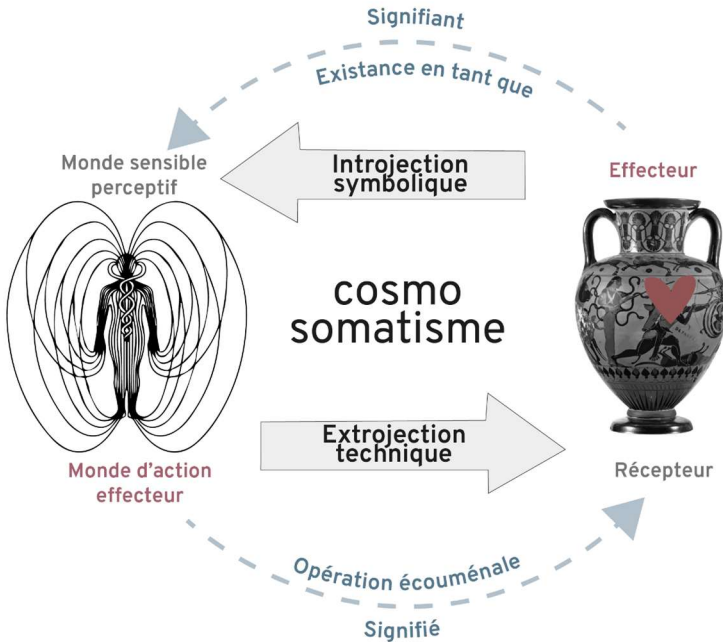 Signifiant
Existance en tant que
Monde sensible
perceptif
Introjection
symbolique
Effecteur
cosmo
somatisme
Extrojection
technique
Monde d'action
effecteur
Récepteur
Opération écouménale
Signifié